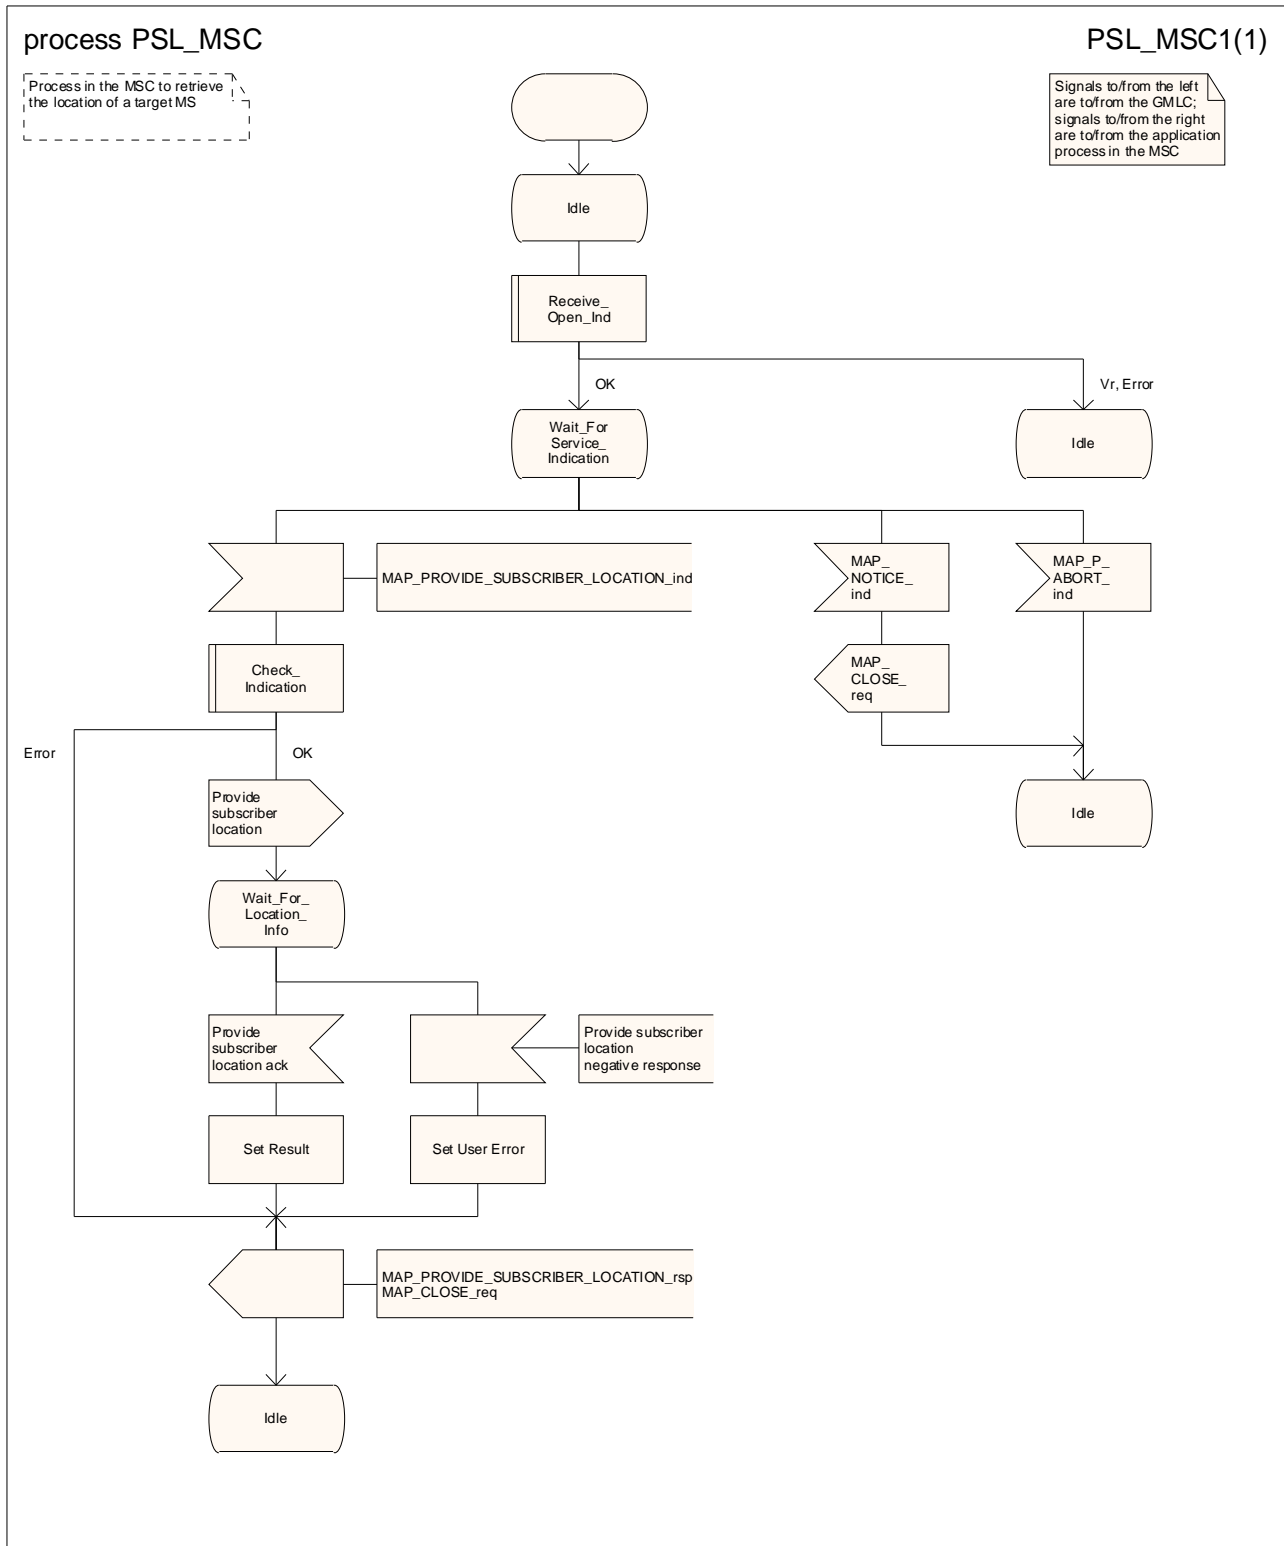 process PSL_MSC
PSL_MSC1(1)
Process in the MSC to retrieve
the location of a target MS
Signals to/from the left
are to/from the GMLC;
signals to/from the right
are to/from the application
process in the MSC
Idle
Receive_
Open_Ind
OK
Vr, Error
Wait_For
Service_
Indication
Idle
MAP_PROVIDE_SUBSCRIBER_LOCATION_ind
MAP_
NOTICE_
ind
MAP_P_
ABORT_
ind
Check_
Indication
MAP_
CLOSE_
req
Error
OK
Provide
subscriber
location
Idle
Wait_For_
Location_
Info
Provide
subscriber
location ack
Provide subscriber
location
negative response
Set Result
Set User Error
MAP_PROVIDE_SUBSCRIBER_LOCATION_rsp
MAP_CLOSE_req
Idle